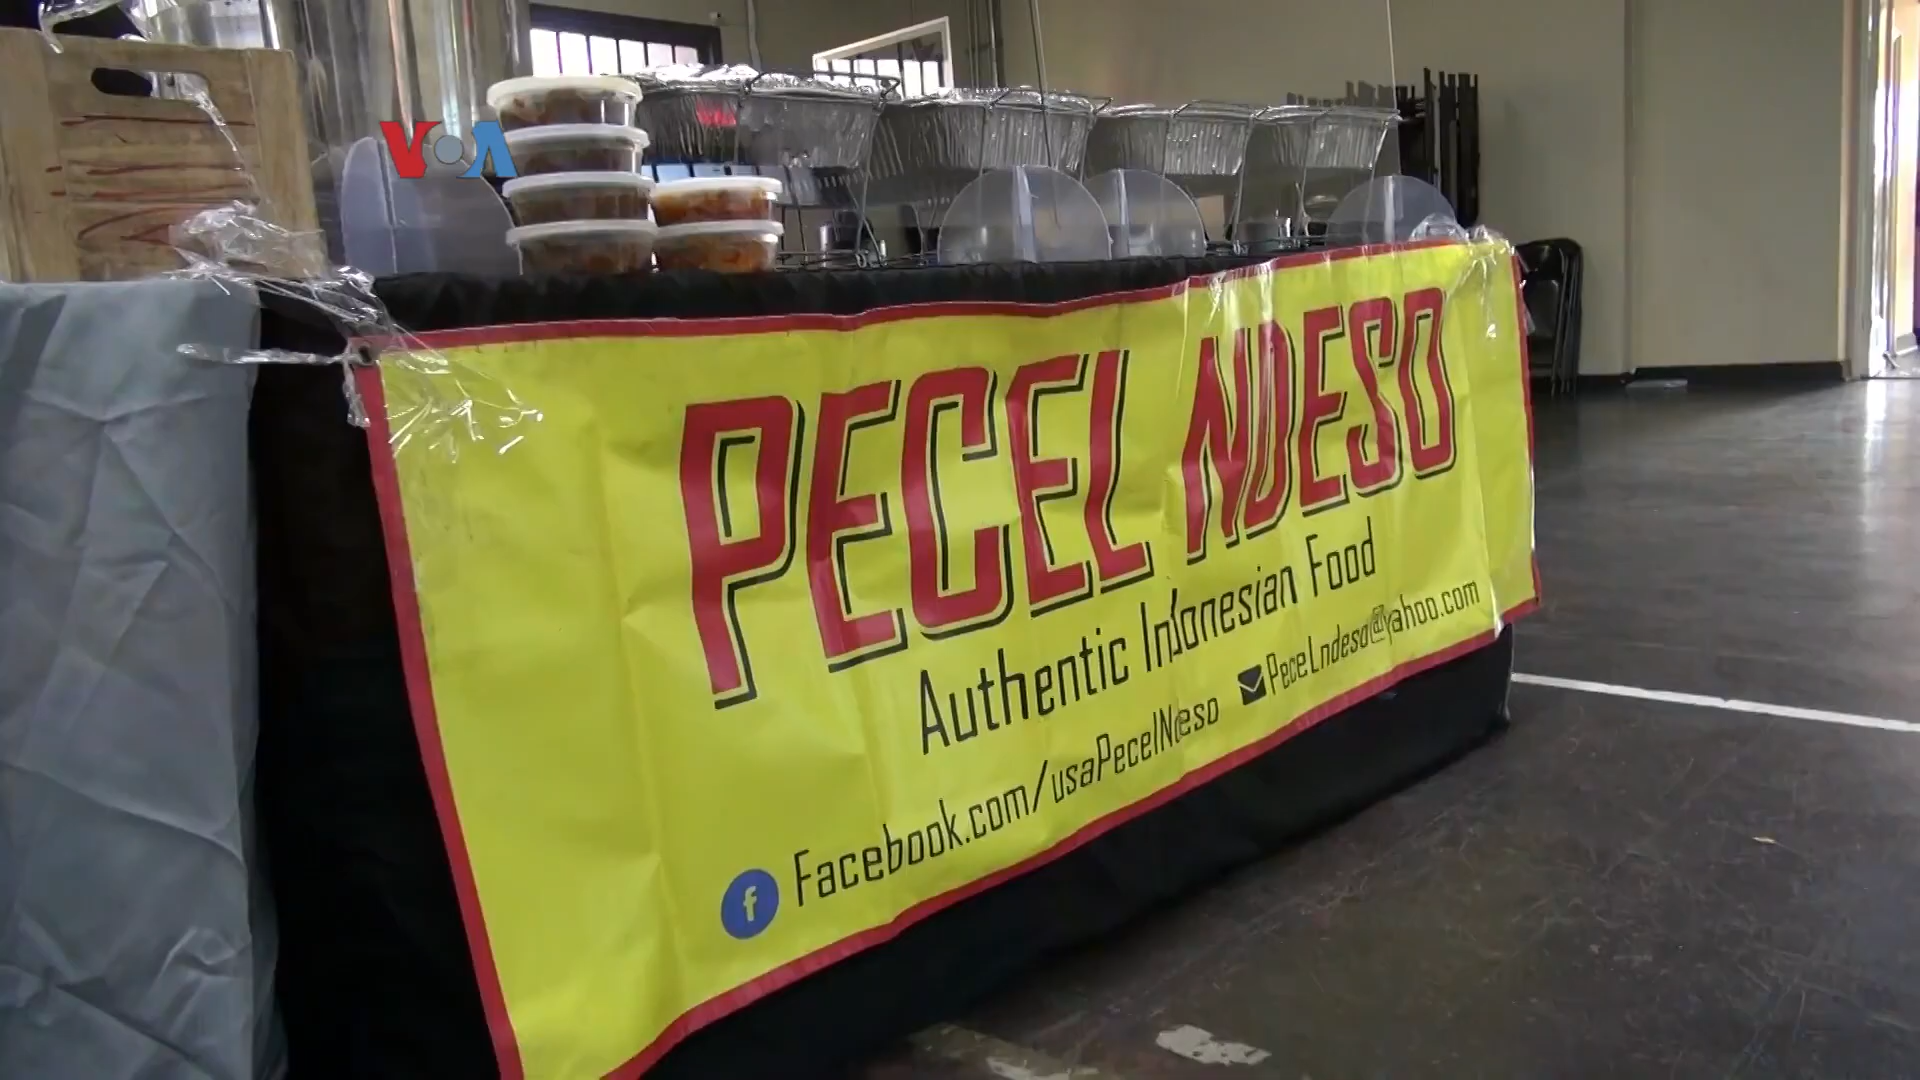 VOA
PECEL NDESO
Authentic Indonesian Food
Facebook.com/usaPecelNdeso
PeceLndeso@yahoo.com